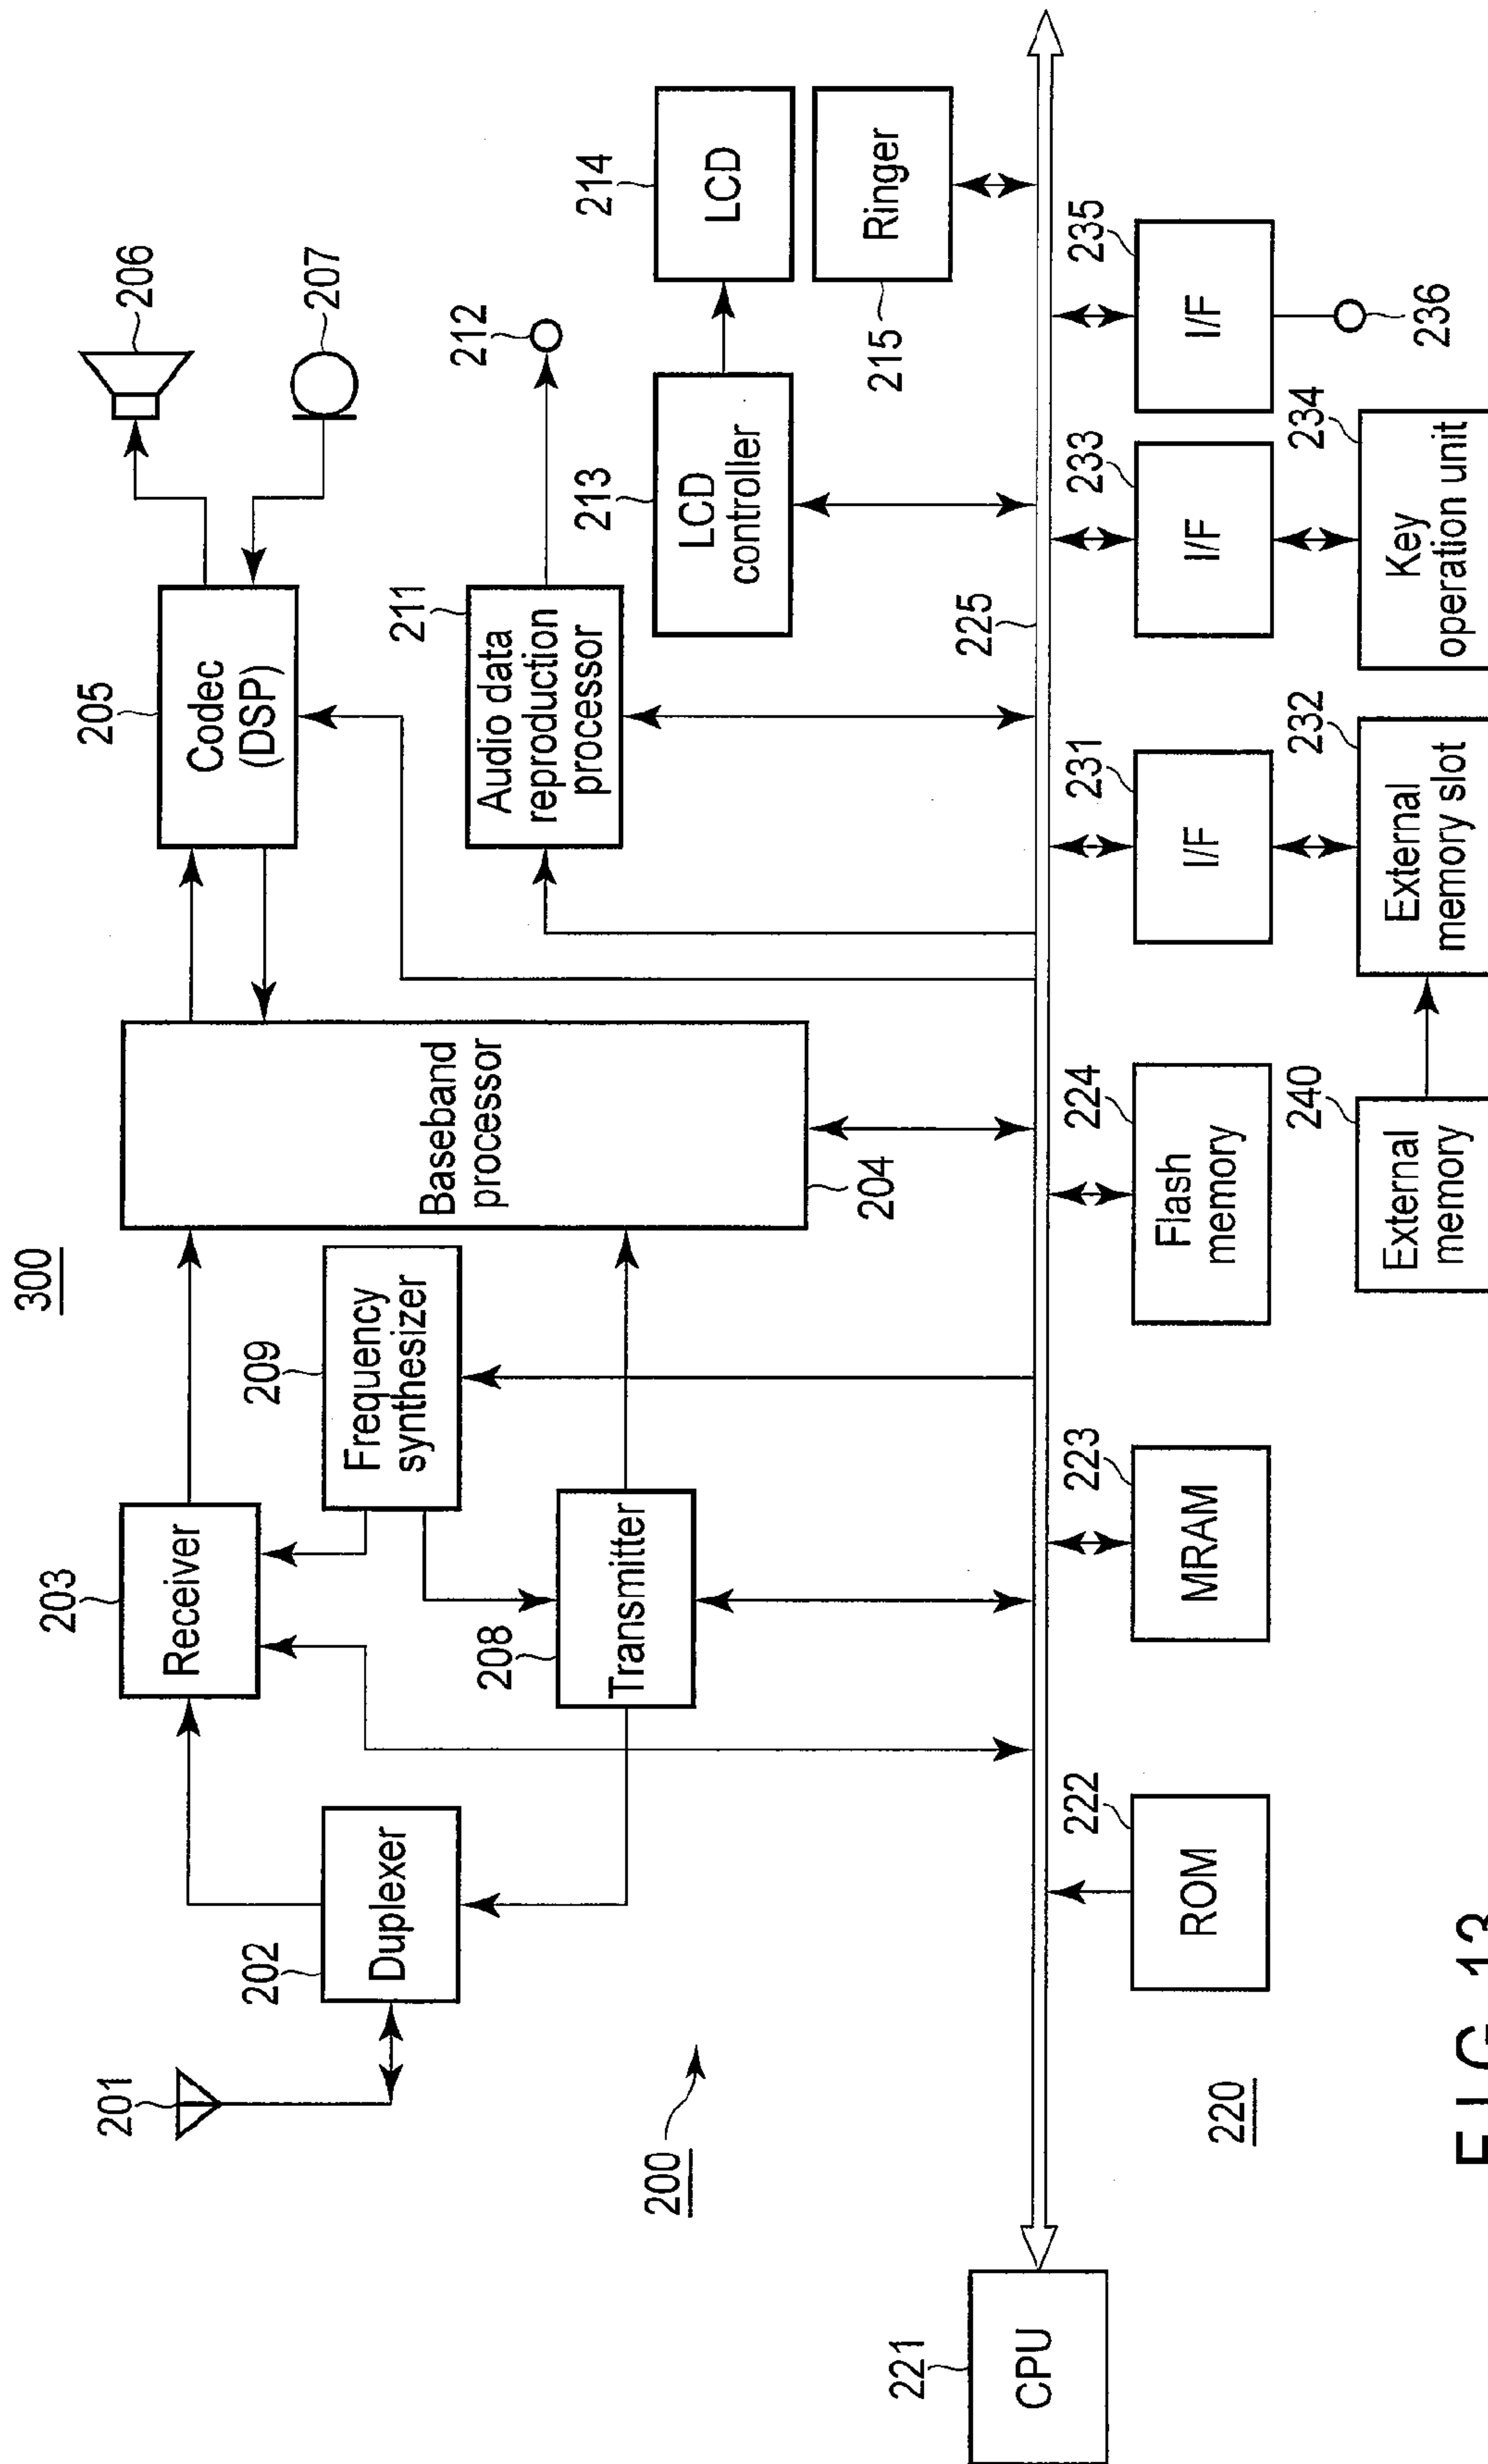 300
201
202
Duplexer
203
Receiver
209
Frequency
synthesizer
208
Transmitter
Baseband
processor
204
205
Codec
(DSP)
206
207
211
Audio data
reproduction
processor
212
213
LCD
controller
214
LCD
215
Ringer
200
225
221
CPU
220
222
ROM
223
MRAM
224
Flash
memory
231
I/F
233
I/F
235
I/F
240
External
memory
232
External
memory slot
234
Key
operation unit
236
F I G. 13